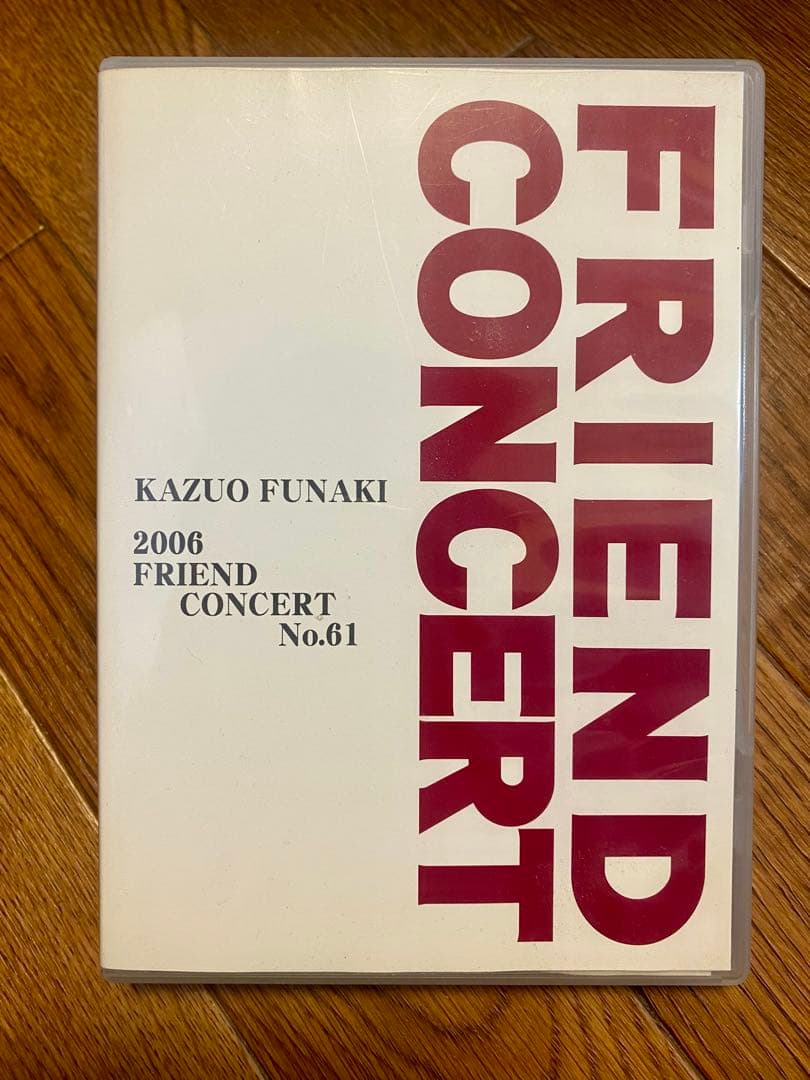 FRIEND
CONCERT
KAZUO FUNAKI
2006
FRIEND
CONCERT
No.61